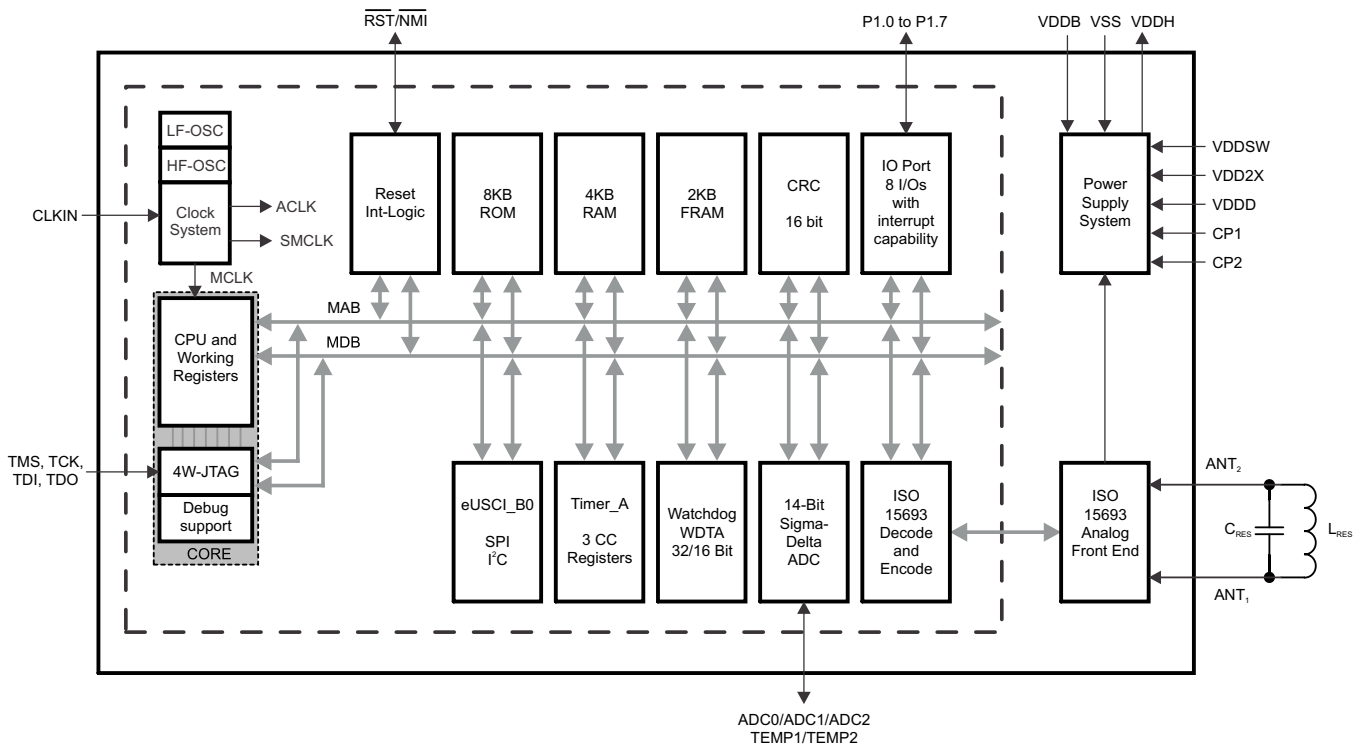 RST/NMI
P1.0 to P1.7
VDDB
VSS
VDDH
LF-OSC
HF-OSC
Clock
System
CLKIN
ACLK
SMCLK
MCLK
Reset
Int-Logic
8KB
ROM
4KB
RAM
2KB
FRAM
CRC
16 bit
IO Port
8 I/Os
with
interrupt
capability
Power
Supply
System
VDDSW
VDD2X
VDDD
CP1
CP2
MAB
MDB
CPU and
Working
Registers
TMS, TCK,
TDI, TDO
4W-JTAG
Debug
support
CORE
eUSCI_B0
SPI
I²C
Timer_A
3 CC
Registers
Watchdog
WDTA
32/16 Bit
14-Bit
Sigma-
Delta
ADC
ISO
15693
Decode
and
Encode
ISO
15693
Analog
Front End
ANT₂
C_RES
L_RES
ANT₁
ADC0/ADC1/ADC2
TEMP1/TEMP2